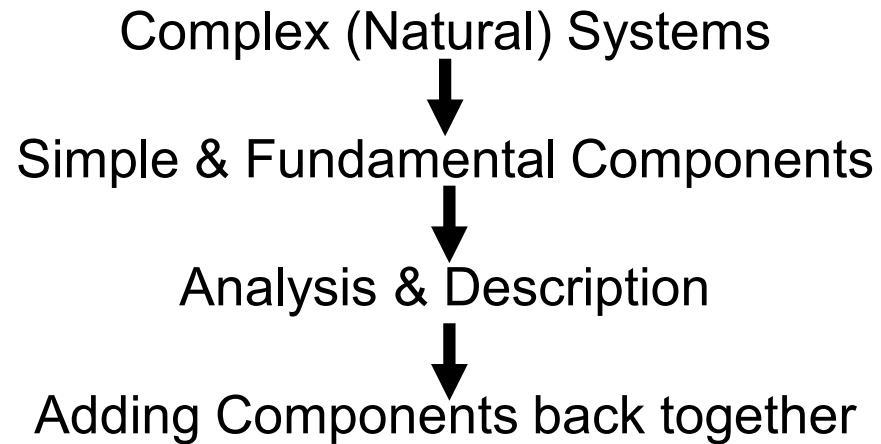 Complex (Natural) Systems
Simple & Fundamental Components
Analysis & Description
Adding Components back together